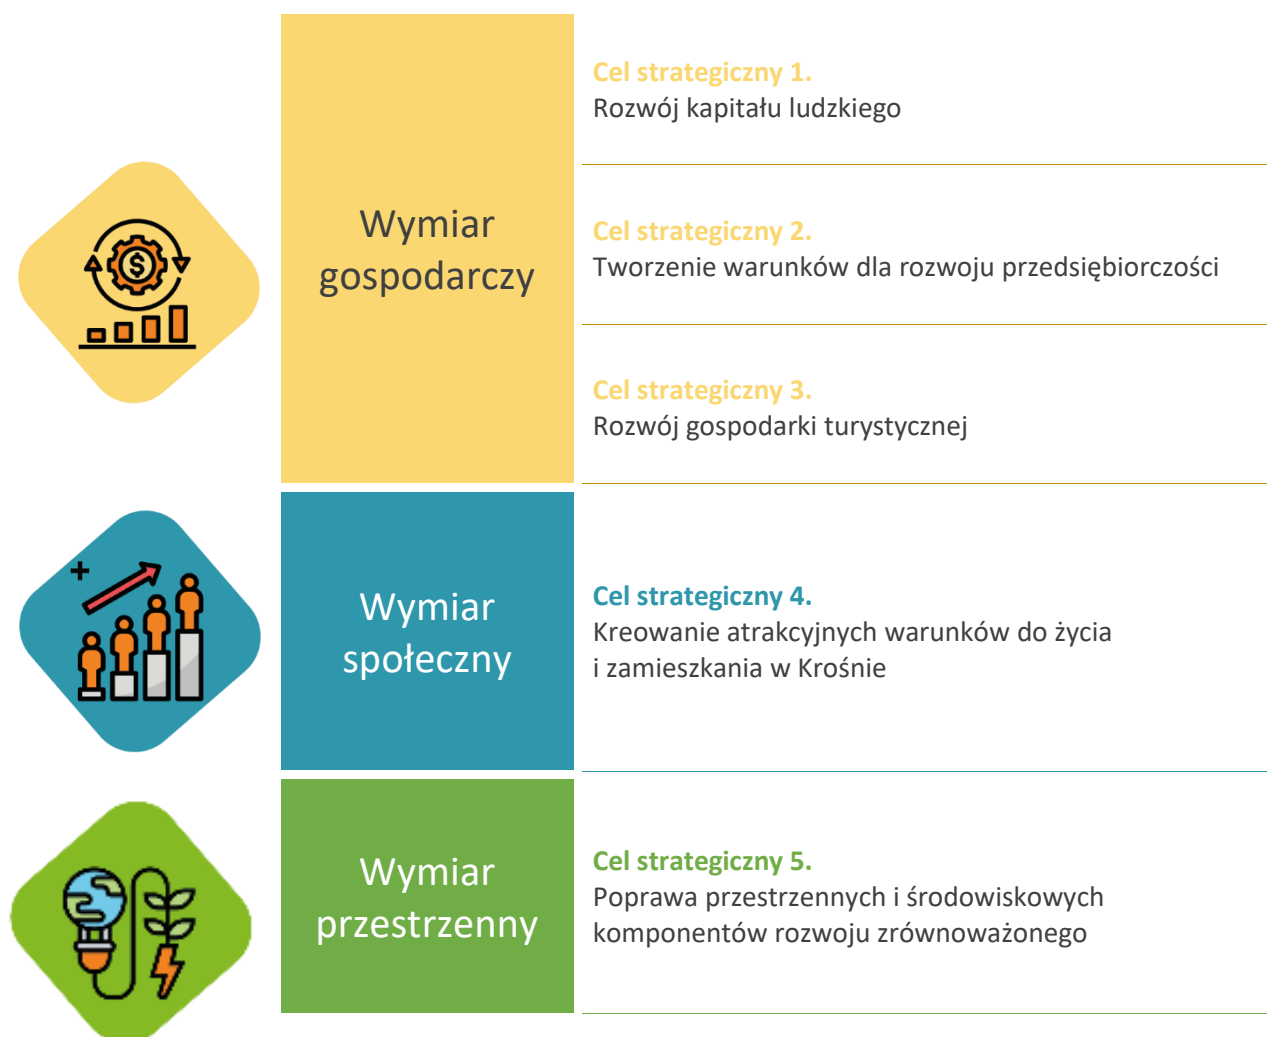 Wymiar
gospodarczy
Cel strategiczny 1.
Rozwój kapitału ludzkiego
Cel strategiczny 2.
Tworzenie warunków dla rozwoju przedsiębiorczości
Cel strategiczny 3.
Rozwój gospodarki turystycznej
Wymiar
społeczny
Cel strategiczny 4.
Kreowanie atrakcyjnych warunków do życia
i zamieszkania w Krośnie
Wymiar
przestrzenny
Cel strategiczny 5.
Poprawa przestrzennych i środowiskowych
komponentów rozwoju zrównoważonego